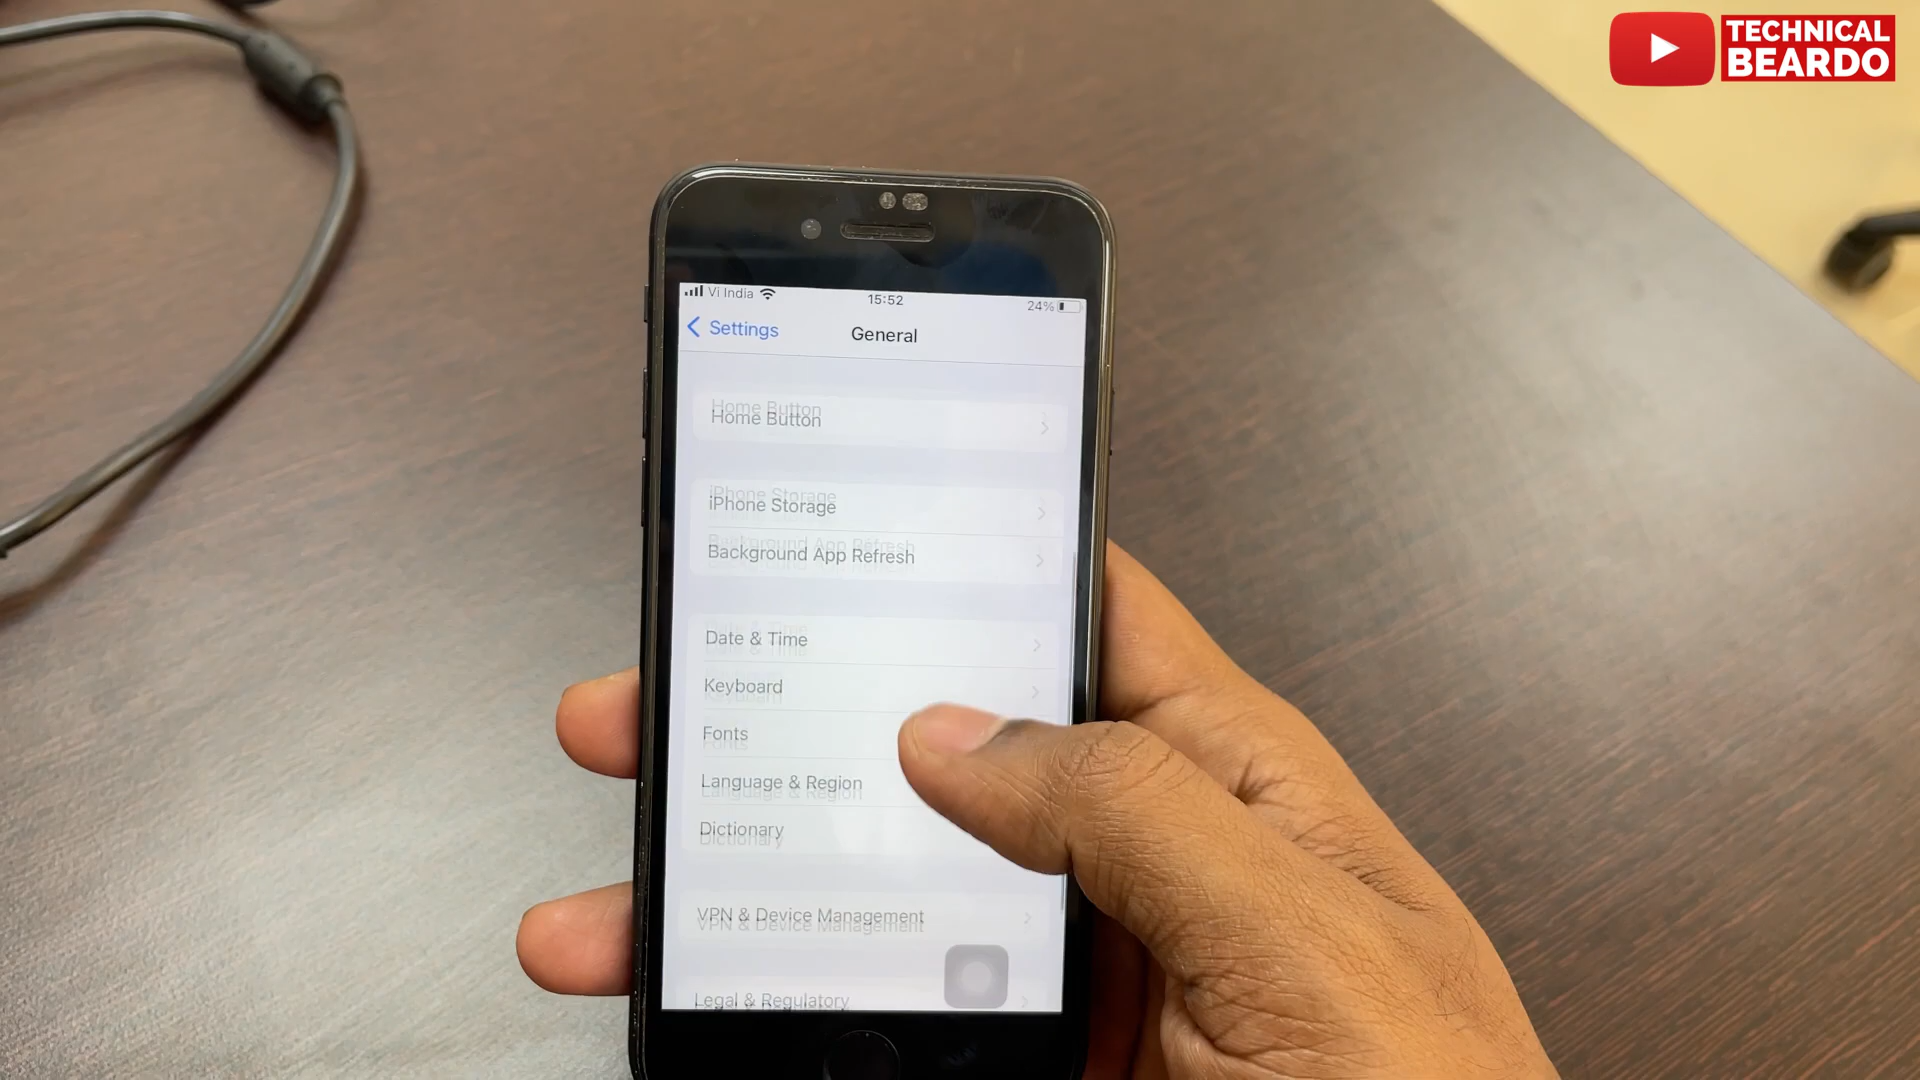 TECHNICAL
BEARDO
Vi India
15:52
24%
Settings
General
Home Button
iPhone Storage
Background App Refresh
Date & Time
Keyboard
Fonts
Language & Region
Dictionary
VPN & Device Management
Legal & Regulatory